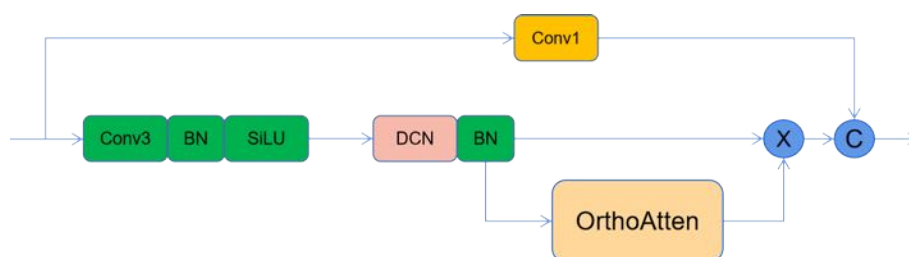 Conv1
Conv3 BN SiLU DCN BN X C
OrthoAtten